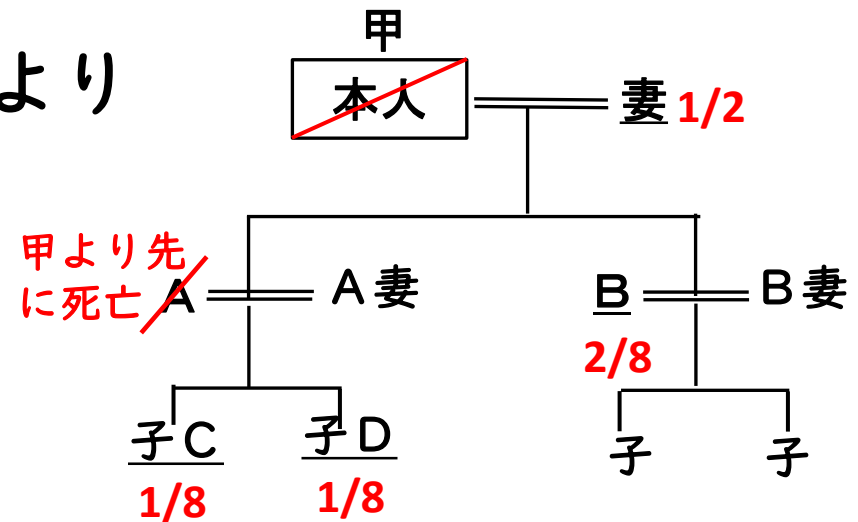 甲
より
本人
妻 1/2
甲より先
に死亡
A
A妻
B
B妻
2/8
子C
子D
子
子
1/8
1/8